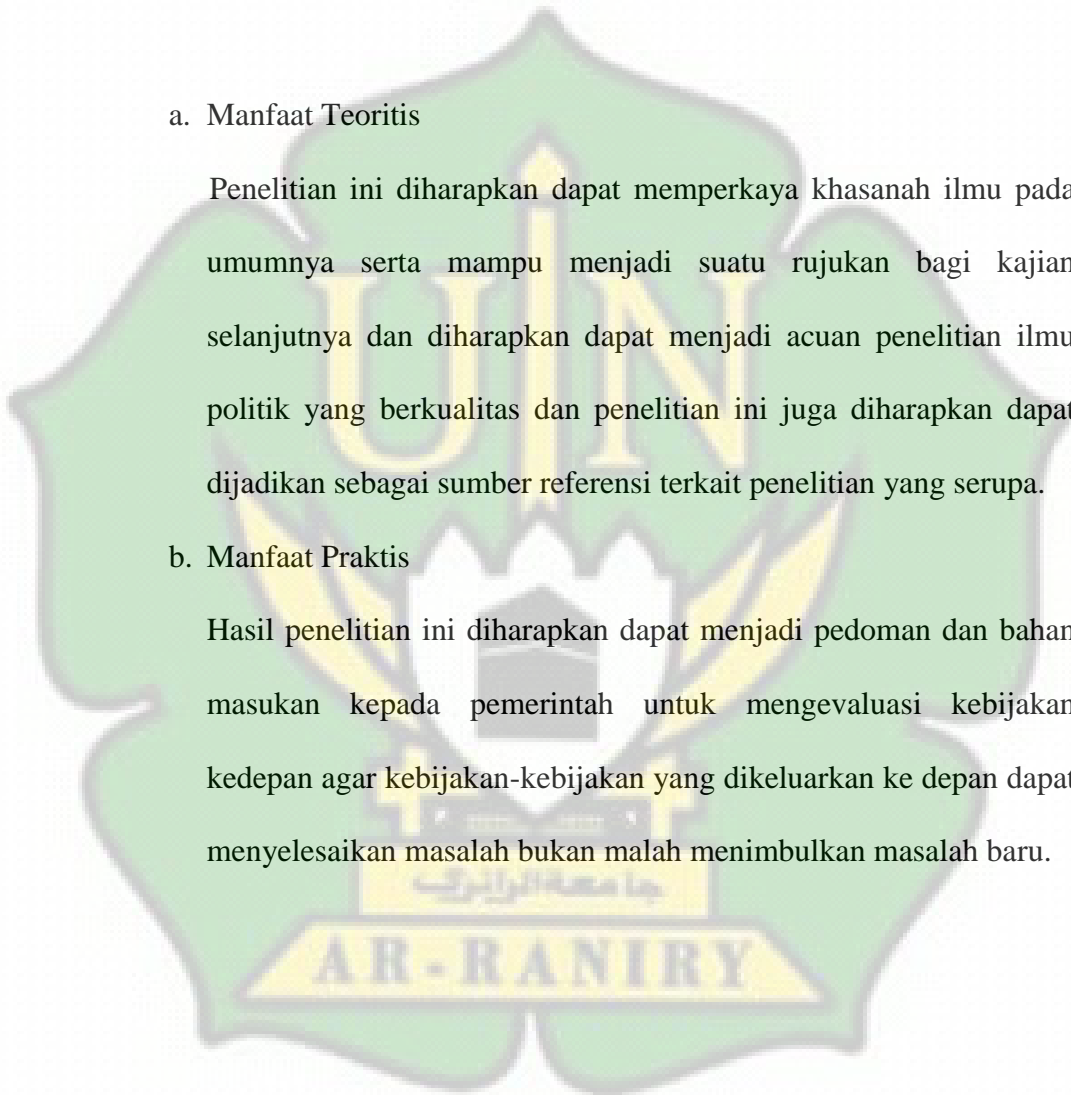 a. Manfaat Teoritis
Penelitian ini diharapkan dapat memperkaya khasanah ilmu pada
umumnya serta mampu menjadi suatu rujukan bagi kajian
selanjutnya dan diharapkan dapat menjadi acuan penelitian ilmu
politik yang berkualitas dan penelitian ini juga diharapkan dapat
dijadikan sebagai sumber referensi terkait penelitian yang serupa.
b. Manfaat Praktis
Hasil penelitian ini diharapkan dapat menjadi pedoman dan bahan
masukan kepada pemerintah untuk mengevaluasi kebijakan
kedepan agar kebijakan-kebijakan yang dikeluarkan ke depan dapat
menyelesaikan masalah bukan malah menimbulkan masalah baru.
UIN
جامعة الرانري
AR-RANIRY